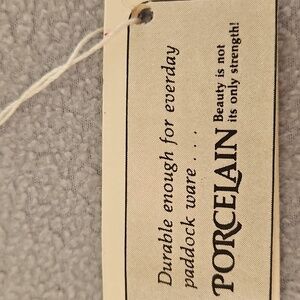 Durable enough for everday
paddock ware . . . .
PORCELAIN Beauty is not
its only strength!